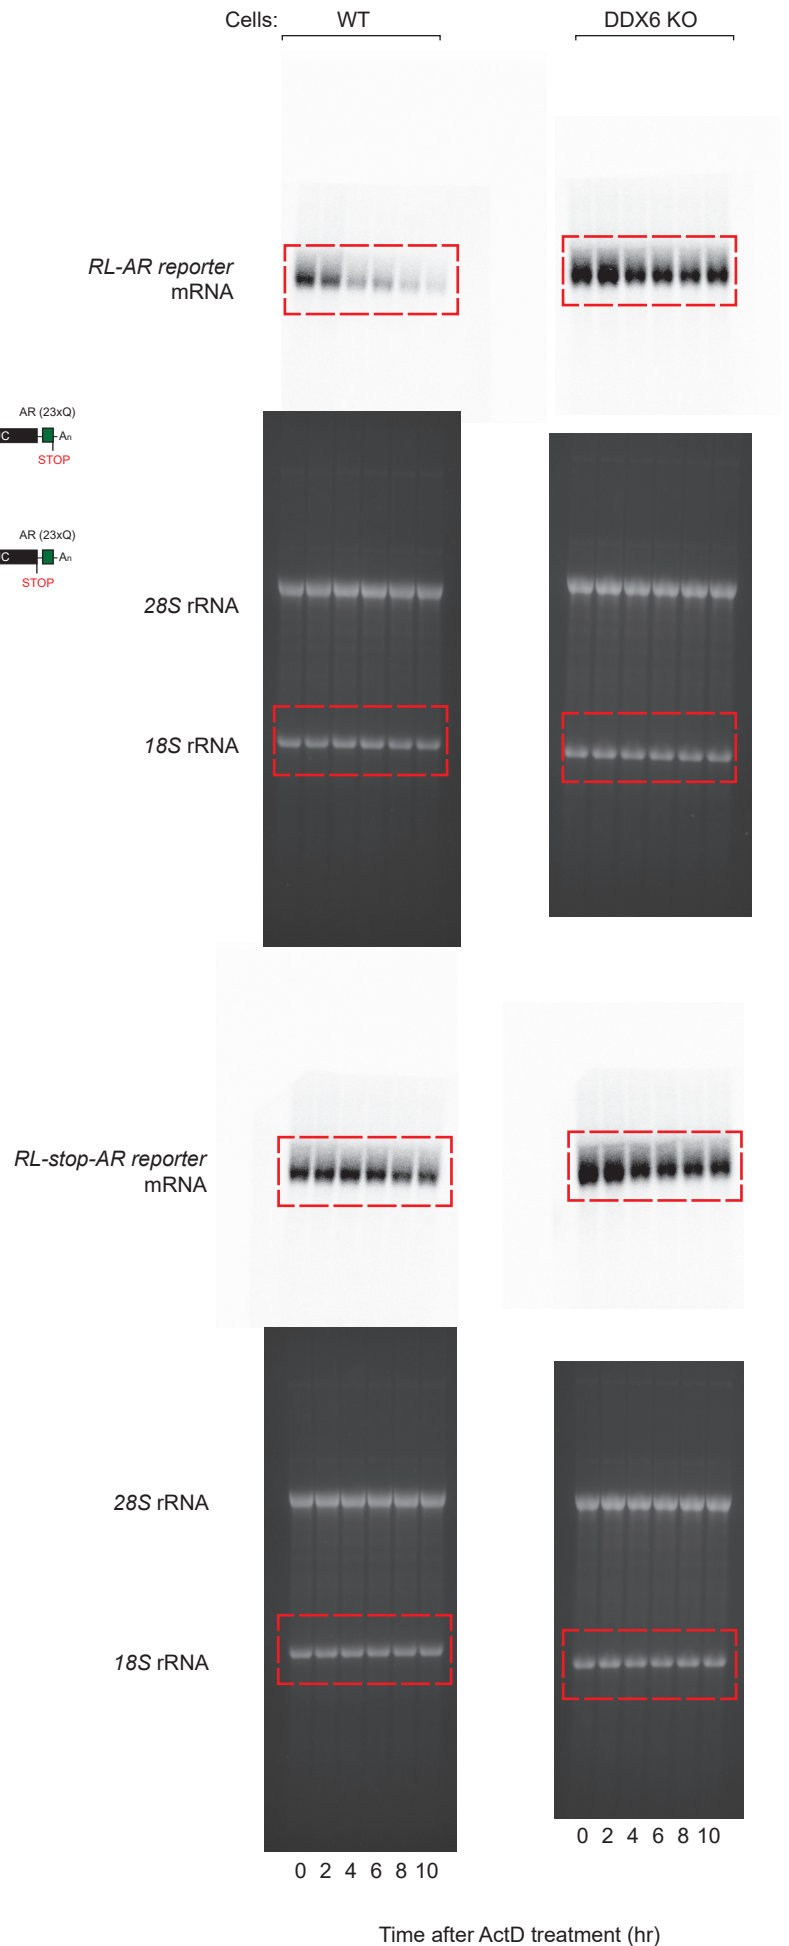 Cells: WT DDX6 KO
RL-AR reporter
mRNA
AR (23xQ)
C An
STOP
AR (23xQ)
C An
STOP
28S rRNA
18S rRNA
RL-stop-AR reporter
mRNA
28S rRNA
18S rRNA
0 2 4 6 8 10
0 2 4 6 8 10
Time after ActD treatment (hr)